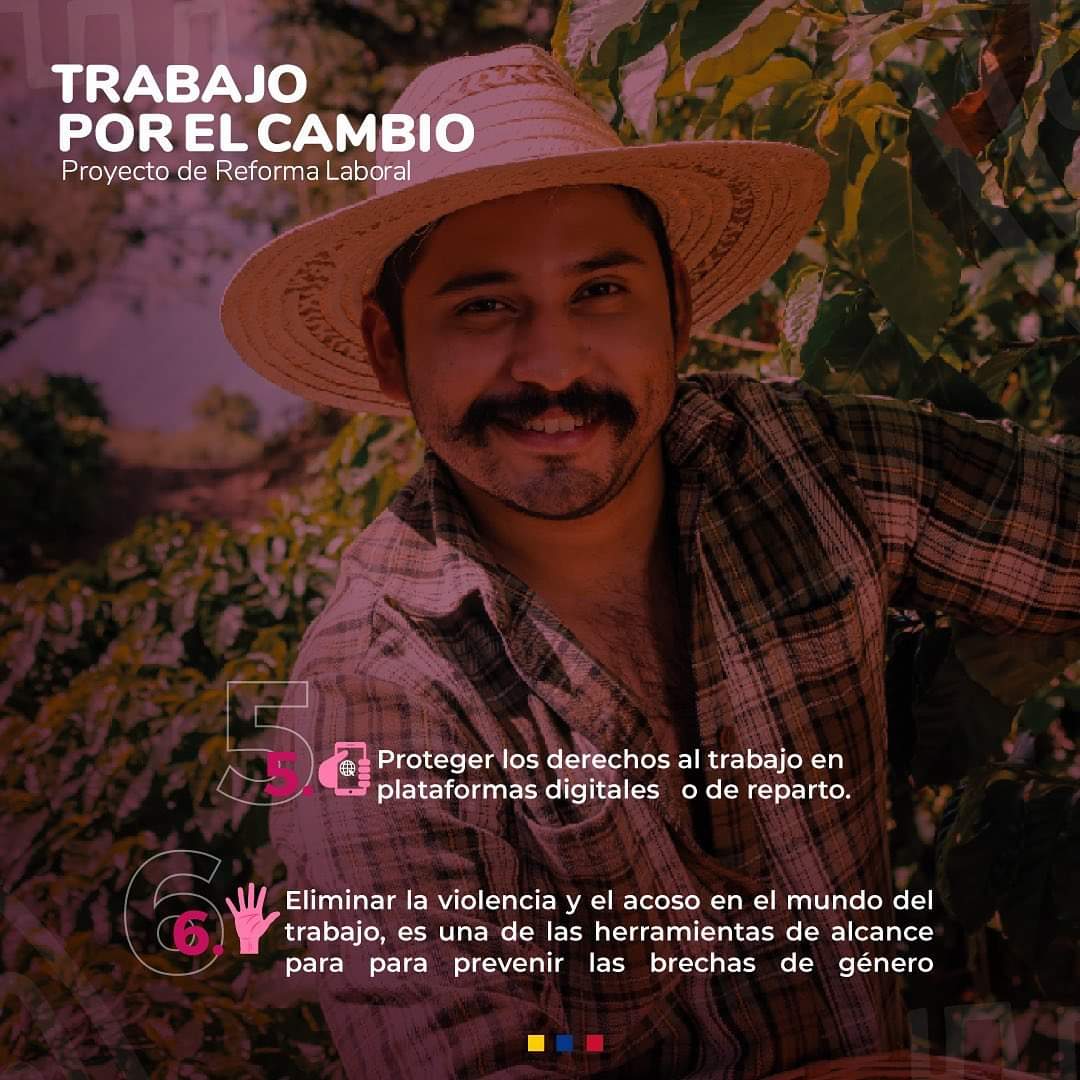 TRABAJO
POR EL CAMBIO
Proyecto de Reforma Laboral
5
5. Proteger los derechos al trabajo en
plataformas digitales o de reparto.
6
6. Eliminar la violencia y el acoso en el mundo del
trabajo, es una de las herramientas de alcance
para para prevenir las brechas de género